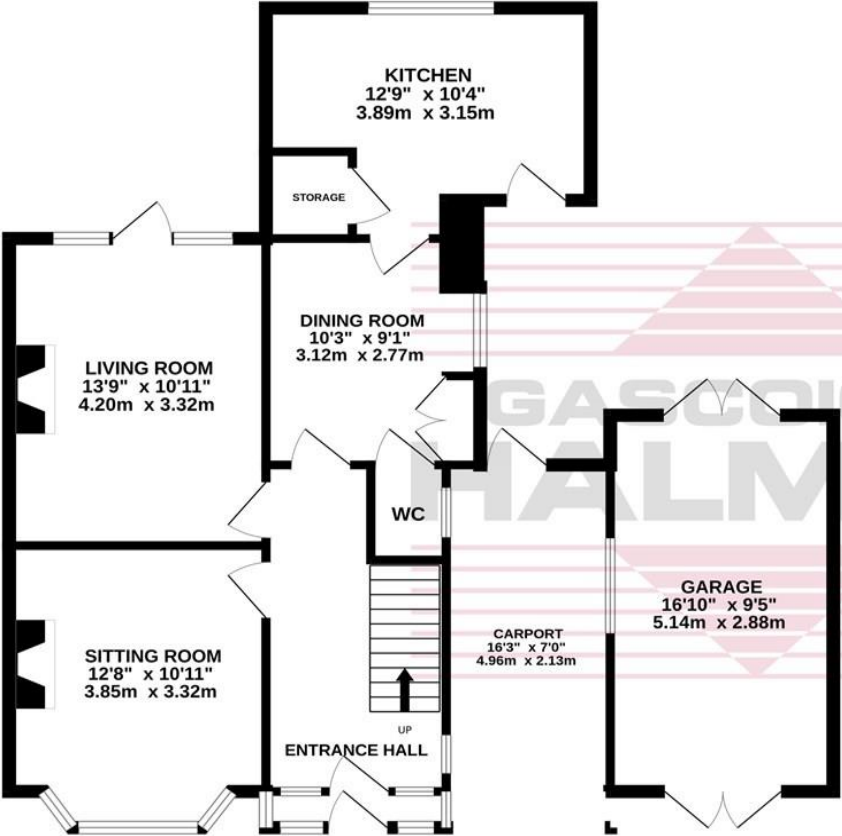 KITCHEN
12'9" x 10'4"
3.89m x 3.15m
STORAGE
DINING ROOM
10'3" x 9'1"
3.12m x 2.77m
LIVING ROOM
13'9" x 10'11"
4.20m x 3.32m
WC
GARAGE
16'10" x 9'5"
5.14m x 2.88m
CARPORT
16'3" x 7'0"
4.96m x 2.13m
SITTING ROOM
12'8" x 10'11"
3.85m x 3.32m
UP
ENTRANCE HALL